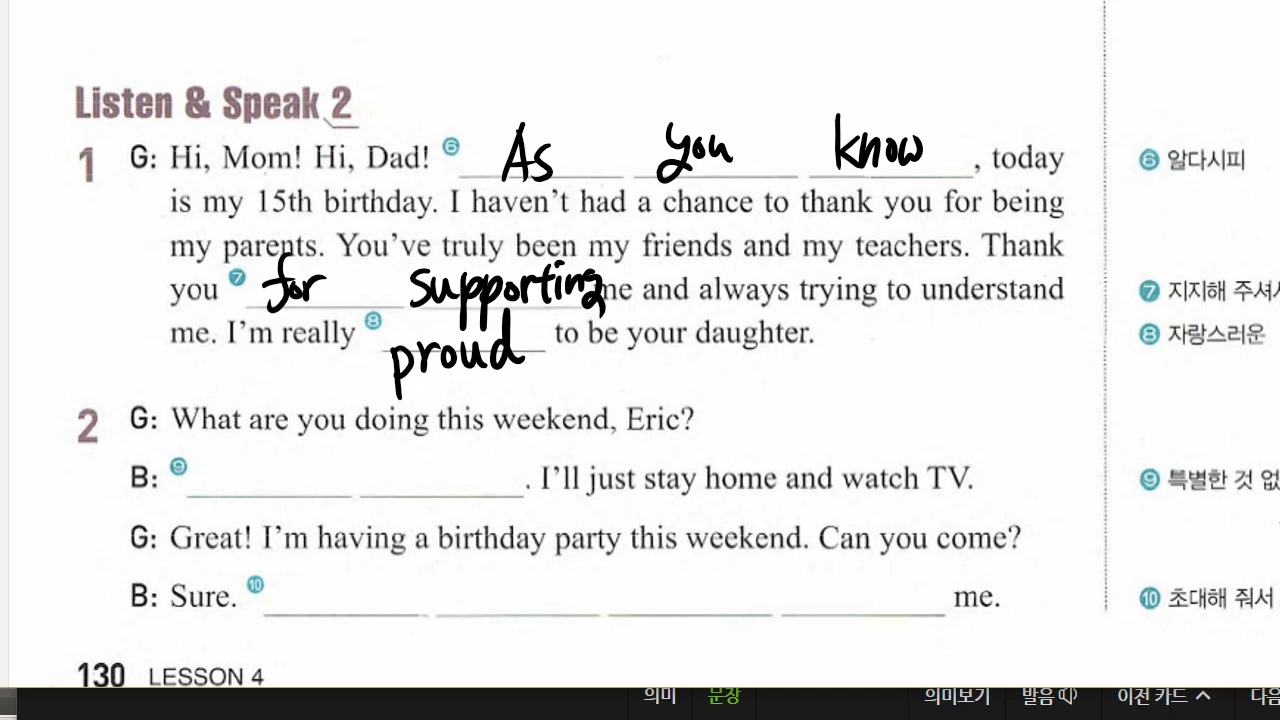 Listen & Speak 2
1 G: Hi, Mom! Hi, Dad! ⑥ As you know, today ⑥ 알다시피
is my 15th birthday. I haven't had a chance to thank you for being
my parents. You've truly been my friends and my teachers. Thank
you ⑦ for supporting me and always trying to understand ⑦ 지지해 주셔서
me. I'm really ⑧ proud to be your daughter. ⑧ 자랑스러운
2 G: What are you doing this weekend, Eric?
B: ⑨ . I'll just stay home and watch TV. ⑨ 특별한 것 없
G: Great! I'm having a birthday party this weekend. Can you come?
B: Sure. ⑩ me. ⑩ 초대해 줘서
130 LESSON 4
의미 문장 의미보기 발음 이전 카드 다음